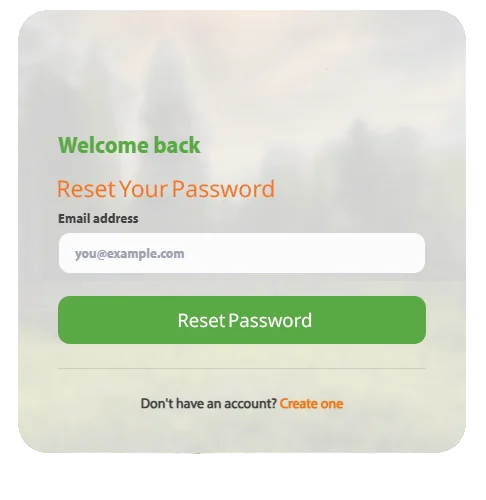 Welcome back
Reset Your Password
Email address
you@example.com
Reset Password
Don't have an account? Create one